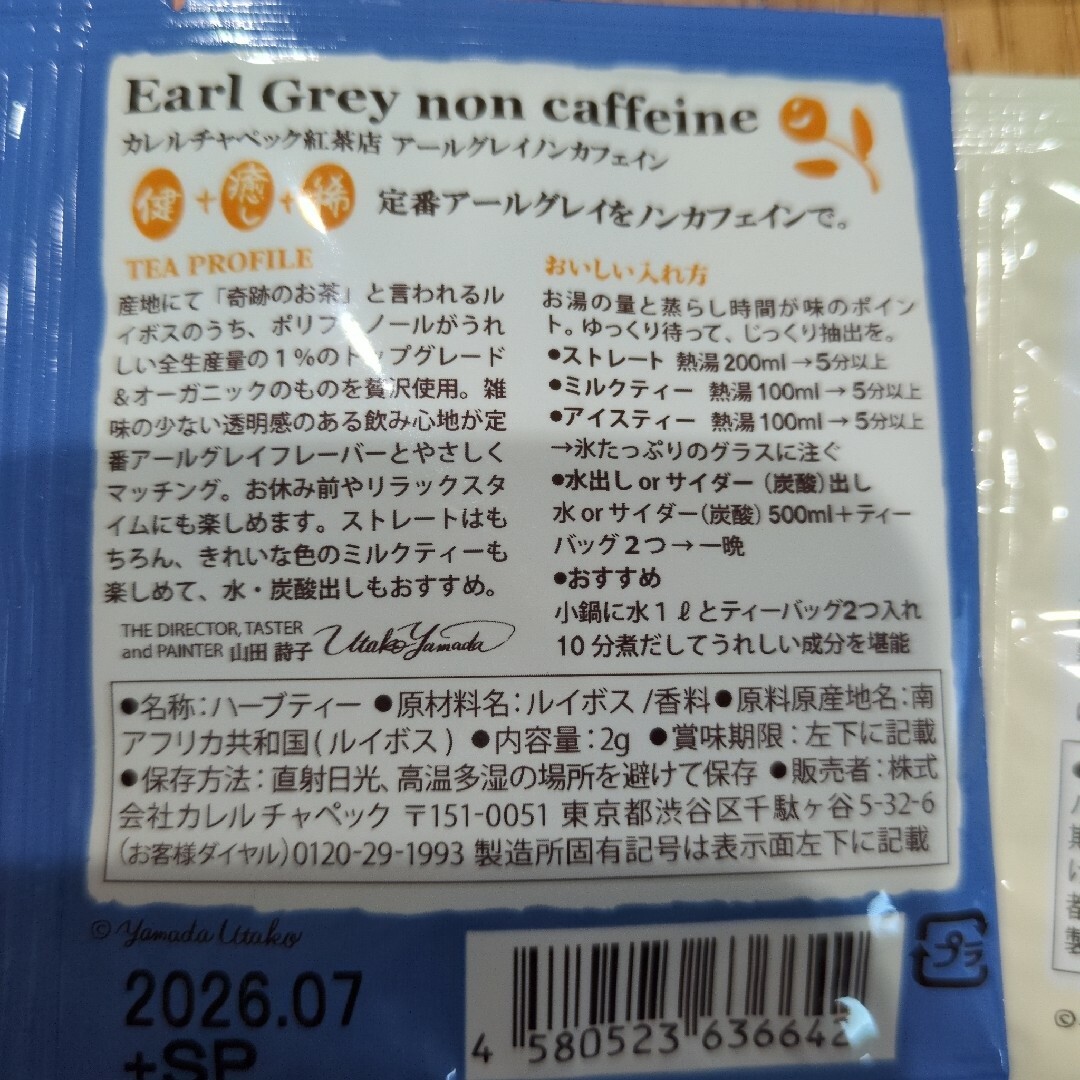 Earl Grey non caffeine
カレルチャペック紅茶店 アールグレイノンカフェイン
健+癒し+稀 定番アールグレイをノンカフェインで。
TEA PROFILE
産地にて「奇跡のお茶」と言われるル
イボスのうち、ポリフェノールがうれ
しい全生産量の1%のトップグレード
&オーガニックのものを贅沢使用。雑
味の少ない透明感のある飲み心地が定
番アールグレイフレーバーとやさしく
マッチング。お休み前やリラックスタ
イムにも楽しめます。ストレートはも
ちろん、きれいな色のミルクティーも
楽しめて、水・炭酸出しもおすすめ。
THE DIRECTOR, TASTER
and PAINTER 山田 詩子 Utako Yamada
おいしい入れ方
お湯の量と蒸らし時間が味のポイン
ト。ゆっくり待って、じっくり抽出を。
●ストレート 熱湯200ml→5分以上
●ミルクティー 熱湯100ml→5分以上
●アイスティー 熱湯100ml→5分以上
→氷たっぷりのグラスに注ぐ
●水出しorサイダー(炭酸)出し
水orサイダー(炭酸)500ml+ティー
バッグ2つ→一晩
●おすすめ
小鍋に水1ℓとティーバッグ2つ入れ
10分煮だしてうれしい成分を堪能
●名称:ハーブティー ●原材料名:ルイボス/香料●原料原産地名:南
アフリカ共和国(ルイボス) ●内容量:2g ●賞味期限:左下に記載
●保存方法:直射日光、高温多湿の場所を避けて保存 ●販売者:株式
会社カレルチャペック 〒151-0051 東京都渋谷区千駄ヶ谷5-32-6
(お客様ダイヤル)0120-29-1993 製造所固有記号は表示面左下に記載
© Yamada Utako
プラ
2026.07
+SP
4 580523 636642